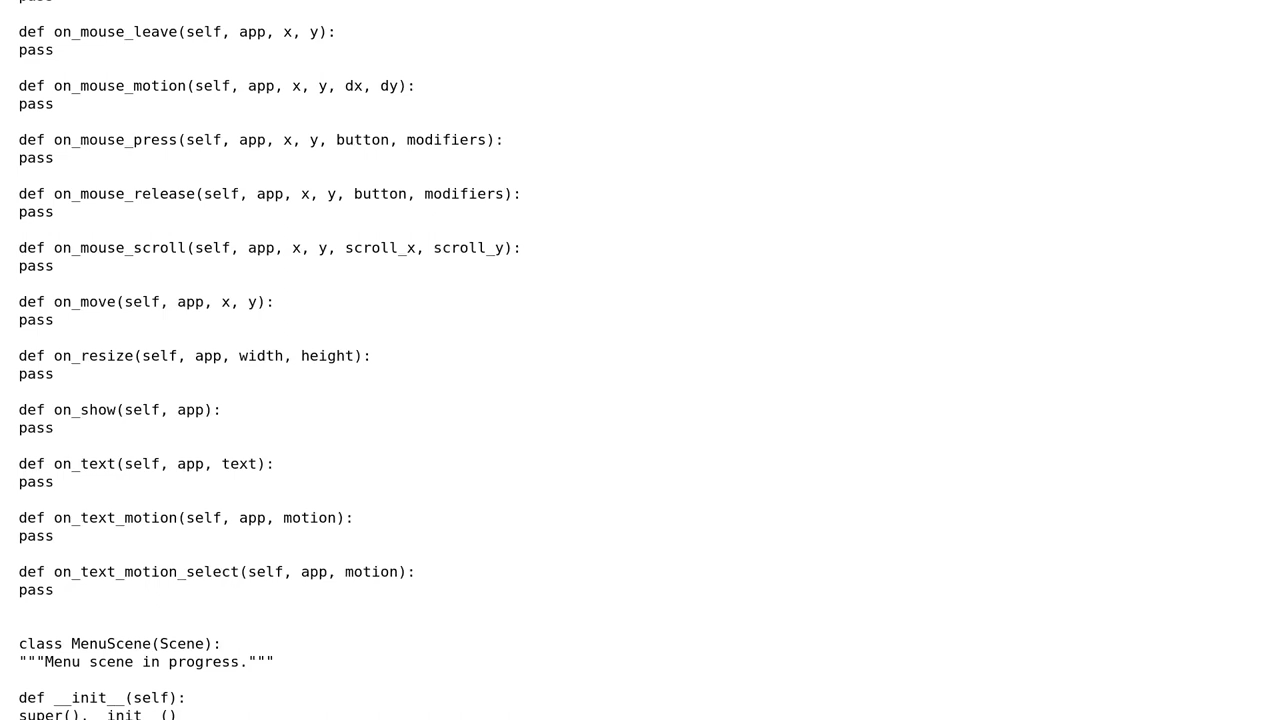 pass
def on_mouse_leave(self, app, x, y):
pass
def on_mouse_motion(self, app, x, y, dx, dy):
pass
def on_mouse_press(self, app, x, y, button, modifiers):
pass
def on_mouse_release(self, app, x, y, button, modifiers):
pass
def on_mouse_scroll(self, app, x, y, scroll_x, scroll_y):
pass
def on_move(self, app, x, y):
pass
def on_resize(self, app, width, height):
pass
def on_show(self, app):
pass
def on_text(self, app, text):
pass
def on_text_motion(self, app, motion):
pass
def on_text_motion_select(self, app, motion):
pass
class MenuScene(Scene):
"""Menu scene in progress."""
def __init__(self):
super().__init__()